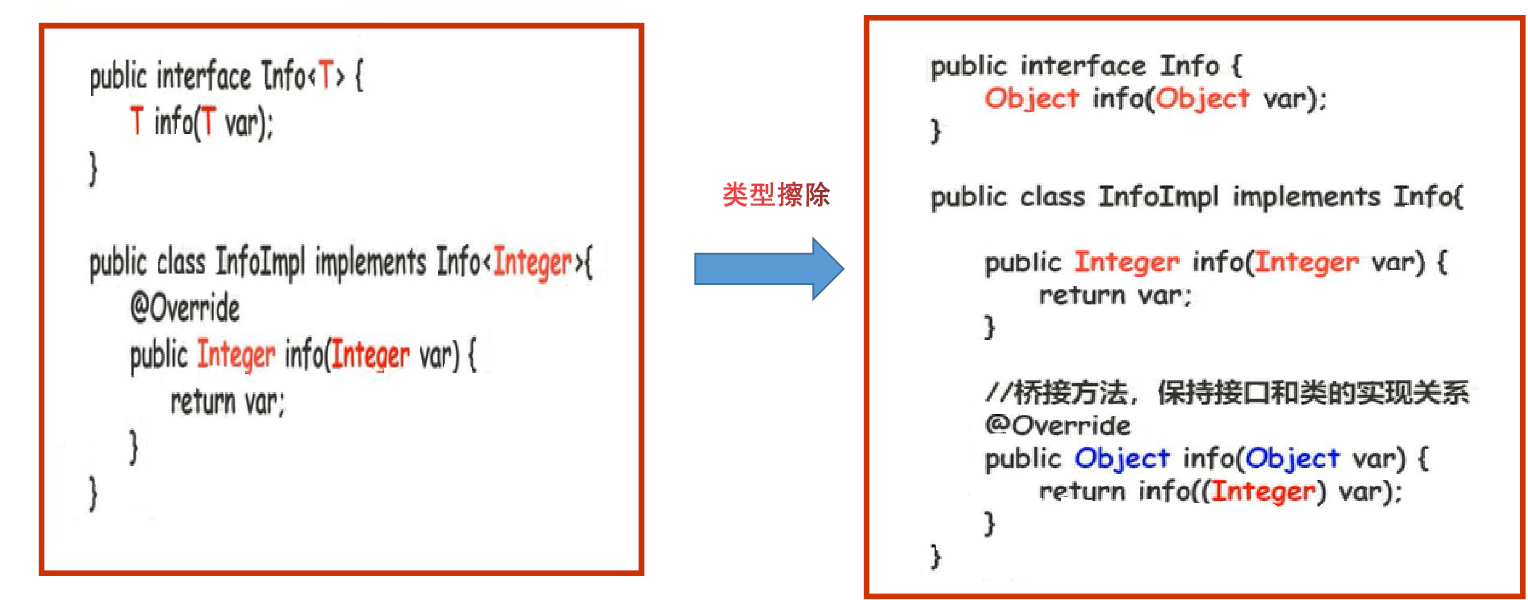 public interface Info<T> {
T info(T var);
}
public class InfoImpl implements Info<Integer>{
@Override
public Integer info(Integer var) {
return var;
}
}
类型擦除
public interface Info {
Object info(Object var);
}
public class InfoImpl implements Info{
public Integer info(Integer var) {
return var;
}
//桥接方法，保持接口和类的实现关系
@Override
public Object info(Object var) {
return info((Integer) var);
}
}